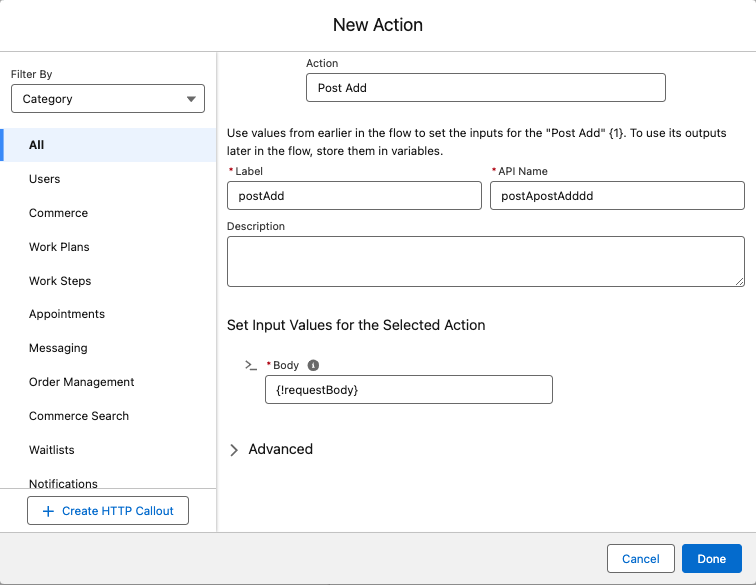 New Action
Filter By
Category
All
Users
Commerce
Work Plans
Work Steps
Appointments
Messaging
Order Management
Commerce Search
Waitlists
Notifications
+ Create HTTP Callout
Action
Post Add
Use values from earlier in the flow to set the inputs for the "Post Add" {1}. To use its outputs
later in the flow, store them in variables.
* Label
postAdd
* API Name
postApostAdddd
Description
Set Input Values for the Selected Action
* Body
{!requestBody}
Advanced
Cancel
Done